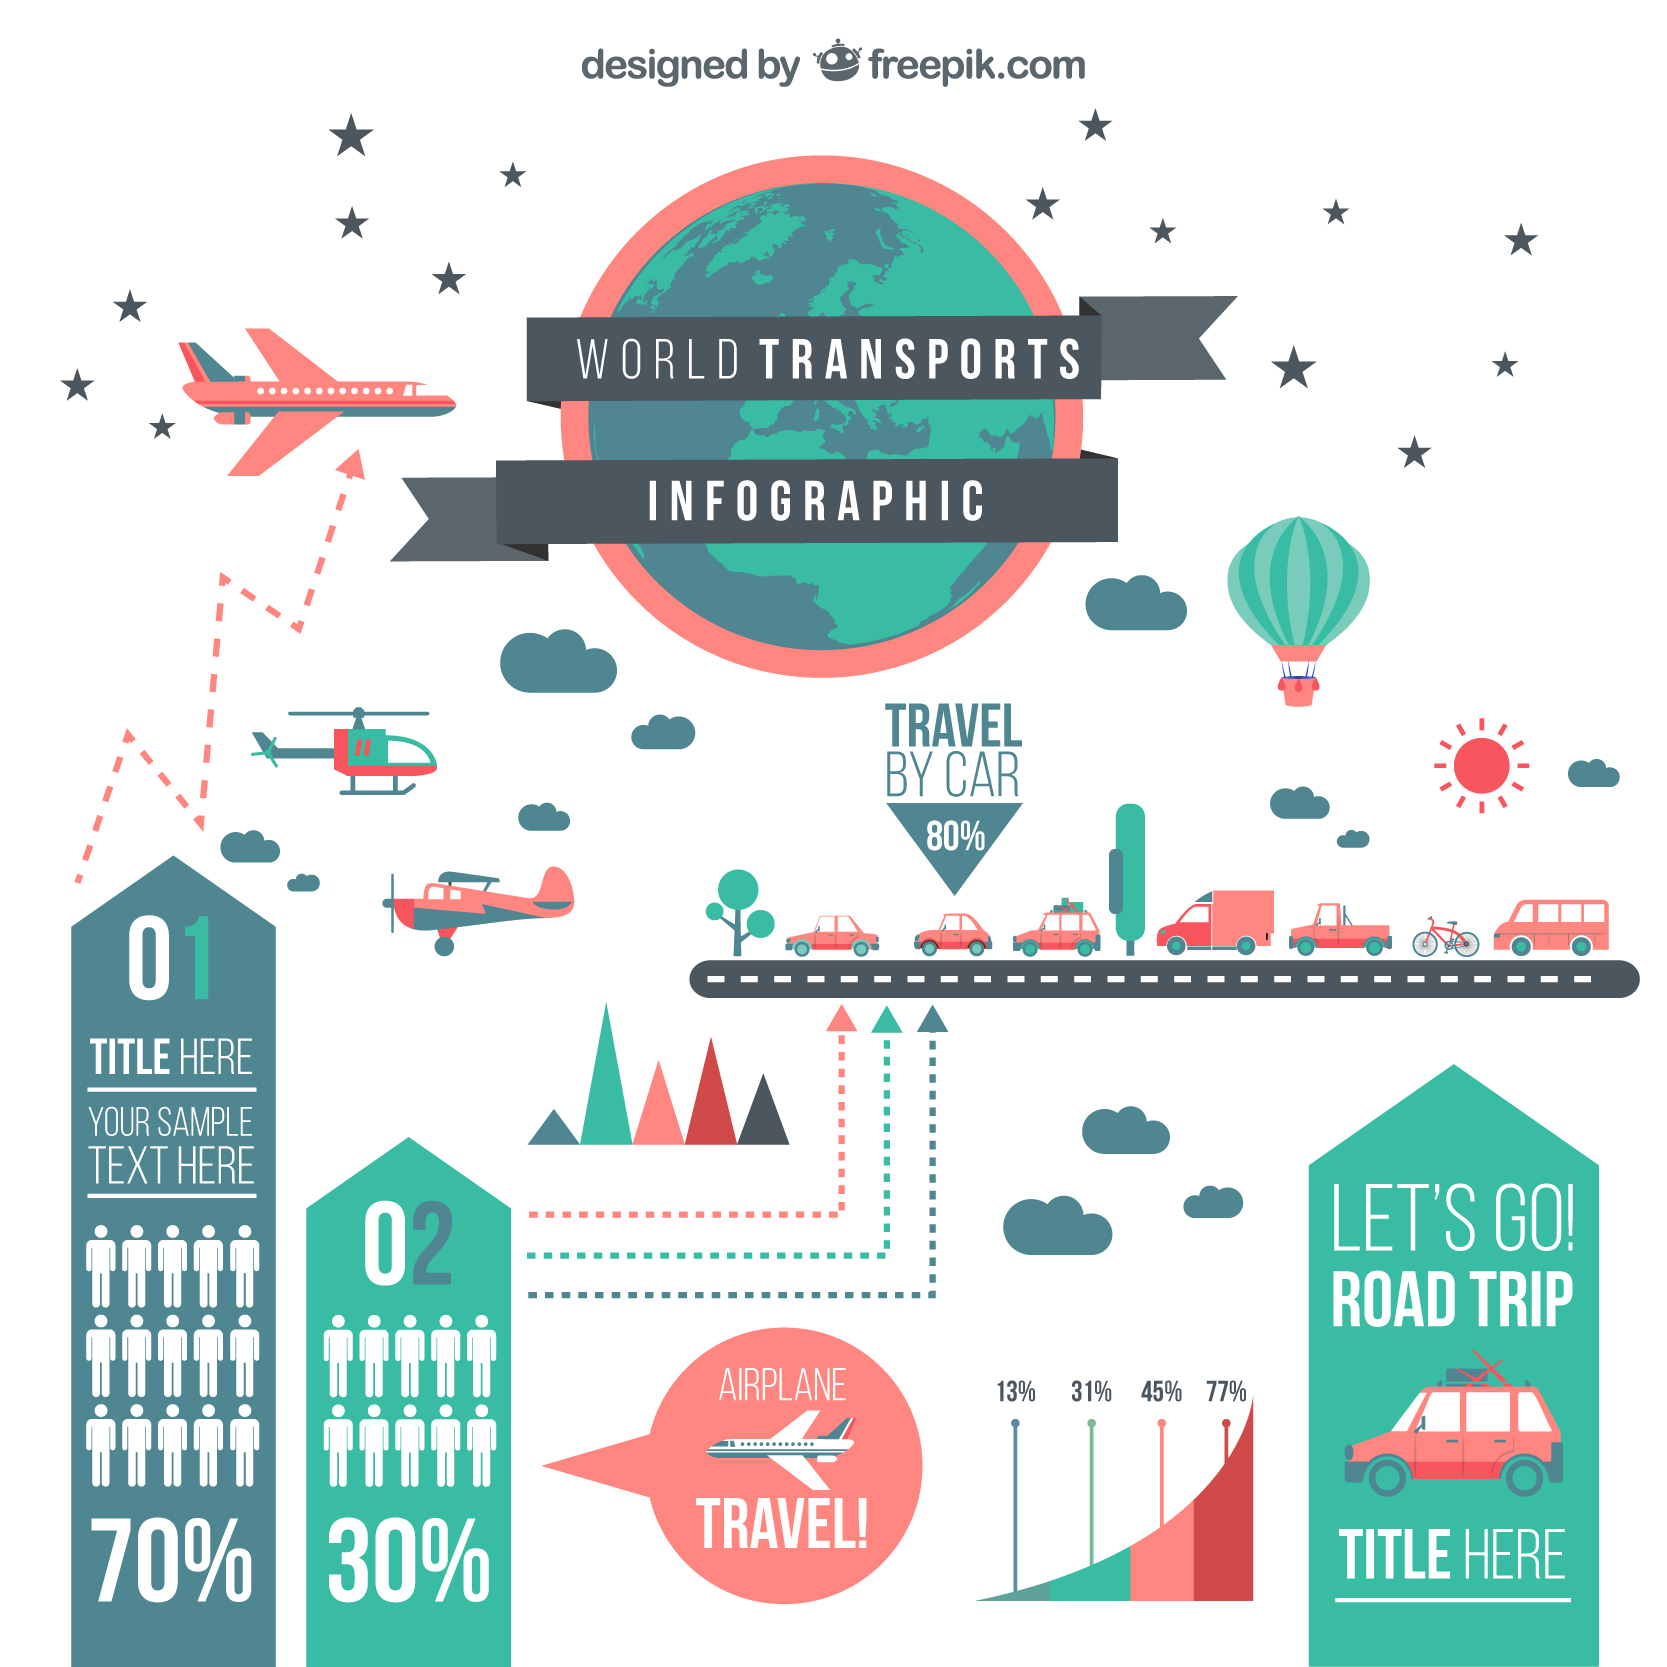 designed by freepik.com
WORLD TRANSPORTS
INFOGRAPHIC
TRAVEL
BY CAR
80%
01
TITLE HERE
YOUR SAMPLE
TEXT HERE
70%
02
30%
AIRPLANE
TRAVEL!
13% 31% 45% 77%
LET'S GO!
ROAD TRIP
TITLE HERE